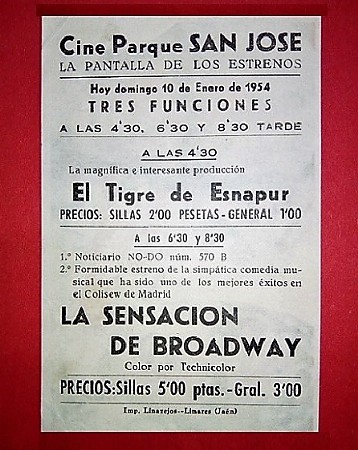 Cine Parque SAN JOSE
LA PANTALLA DE LOS ESTRENOS
Hoy domingo 10 de Enero de 1954
TRES FUNCIONES
A LAS 4'30, 6'30 Y 8'30 TARDE
A LAS 4'30
La magnífica e interesante producción
El Tigre de Esnapur
PRECIOS: SILLAS 2'00 PESETAS-GENERAL 1'00
A las 6'30 y 8'30
1.º Noticiario NO-DO núm. 570 B
2.º Formidable estreno de la simpática comedia mu-
sical que ha sido uno de los mejores éxitos en
el Colisew de Madrid
LA SENSACION
DE BROADWAY
Color por Technicolor
PRECIOS:Sillas 5'00 ptas.-Gral. 3'00
Imp. Linarejos--Linares (Jaén)